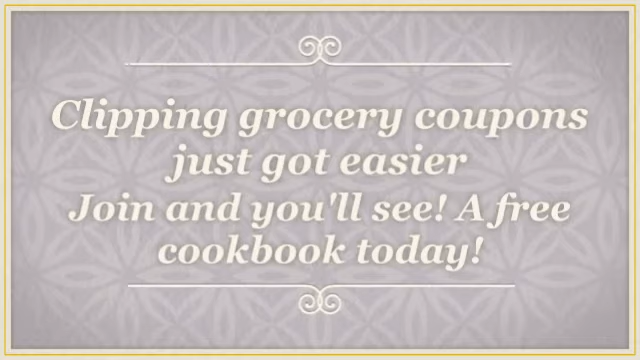 Clipping grocery coupons
just got easier
Join and you'll see! A free
cookbook today!